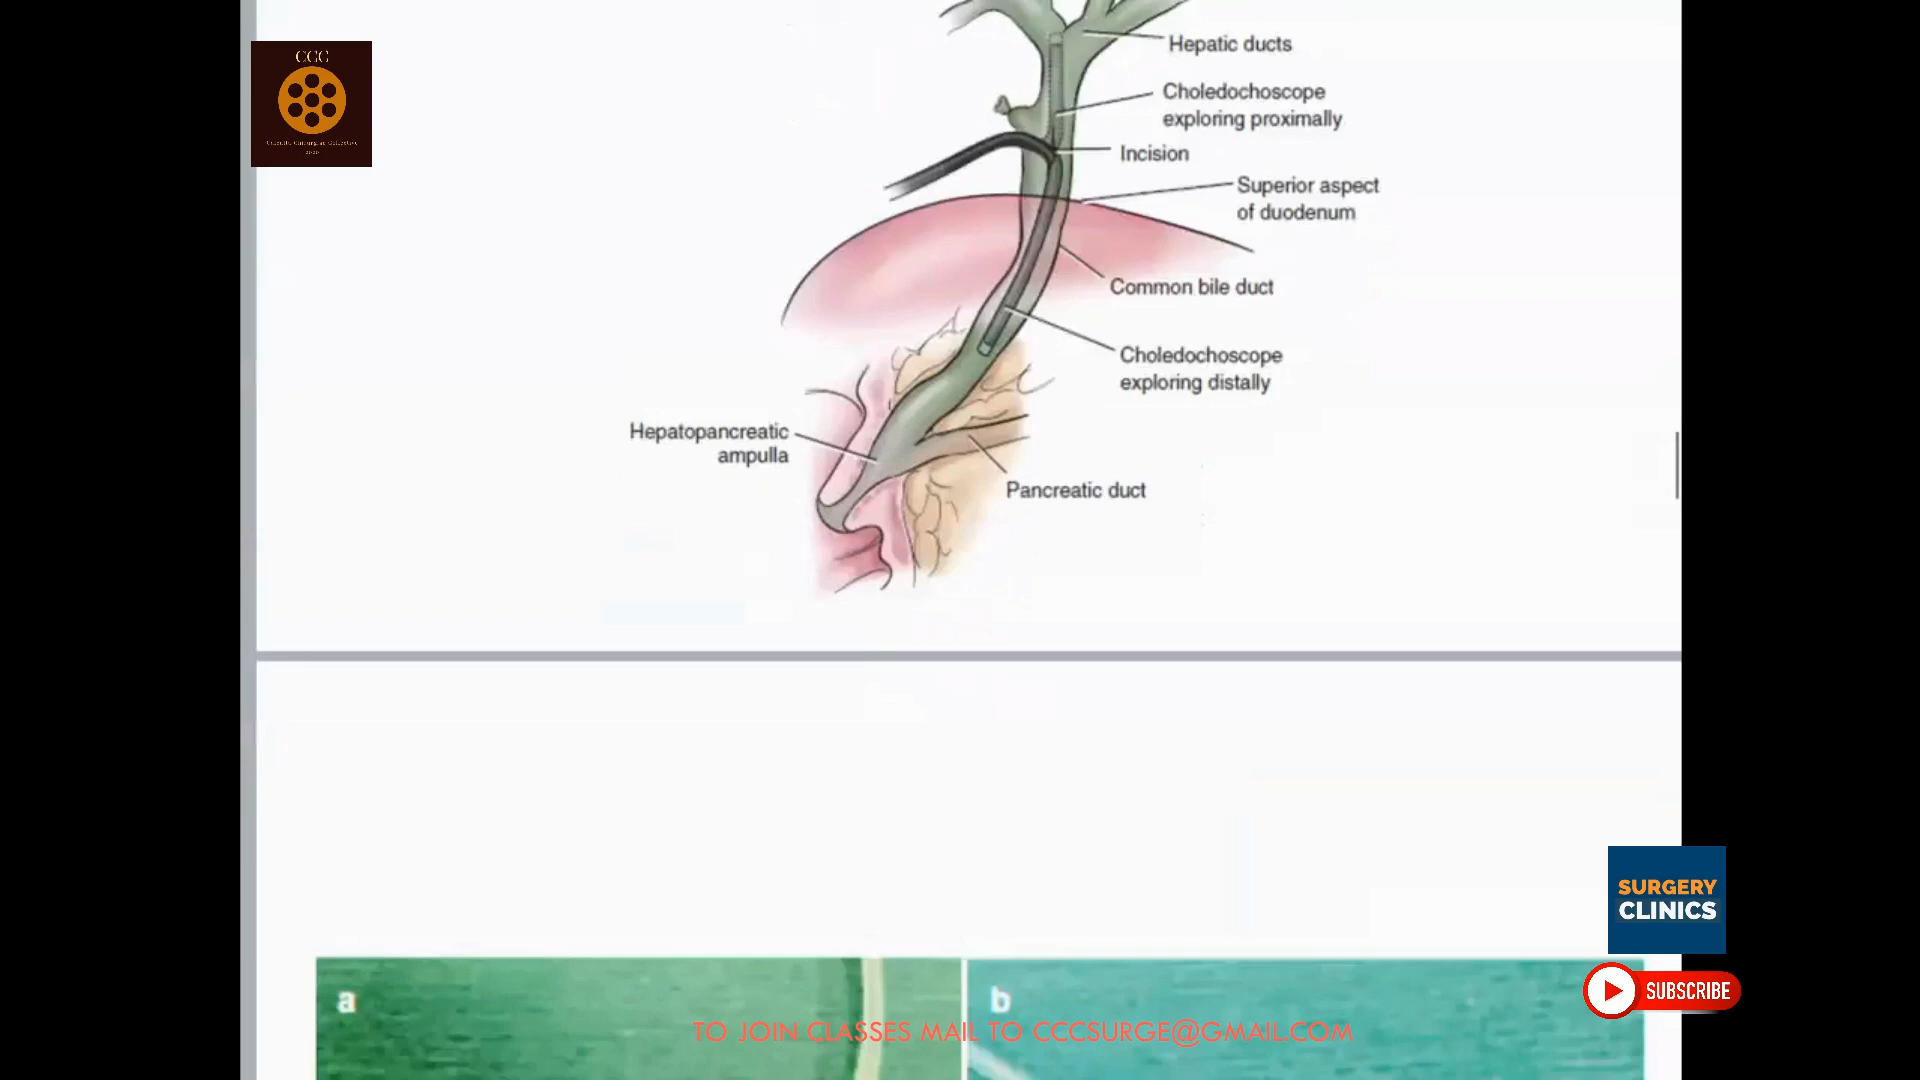 CCC
2020
Hepatic ducts
Choledochoscope
exploring proximally
Incision
Superior aspect
of duodenum
Common bile duct
Choledochoscope
exploring distally
Hepatopancreatic
ampulla
Pancreatic duct
SURGERY
CLINICS
SUBSCRIBE
a
b
TO JOIN CLASSES MAIL TO CCCSURGE@GMAIL.COM